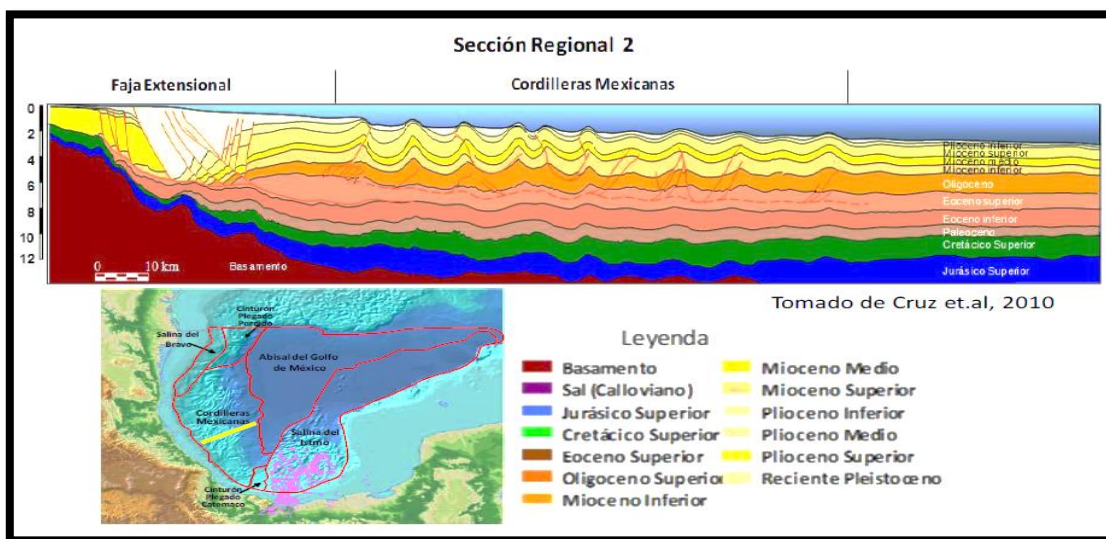 Sección Regional 2
Faja Extensional
Cordilleras Mexicanas
0
2
4
6
8
10
12
Plioceno inferior
Mioceno superior
Mioceno medio
Mioceno inferior
Oligoceno
Eoceno superior
Eoceno inferior
Paleoceno
Cretácico Superior
Jurásico Superior
0 10 km
Basamento
Tomado de Cruz et.al, 2010
Cinturón
Plegado
Perdido
Salina del
Bravo
Abisal del Golfo
de México
Cordilleras
Mexicanas
Salina del
Istmo
Cinturón
Plegado
Catemaco
Leyenda
Basamento
Sal (Calloviano)
Jurásico Superior
Cretácico Superior
Eoceno Superior
Oligoceno Superior
Mioceno Inferior
Mioceno Medio
Mioceno Superior
Plioceno Inferior
Plioceno Medio
Plioceno Superior
Reciente Pleistoceno